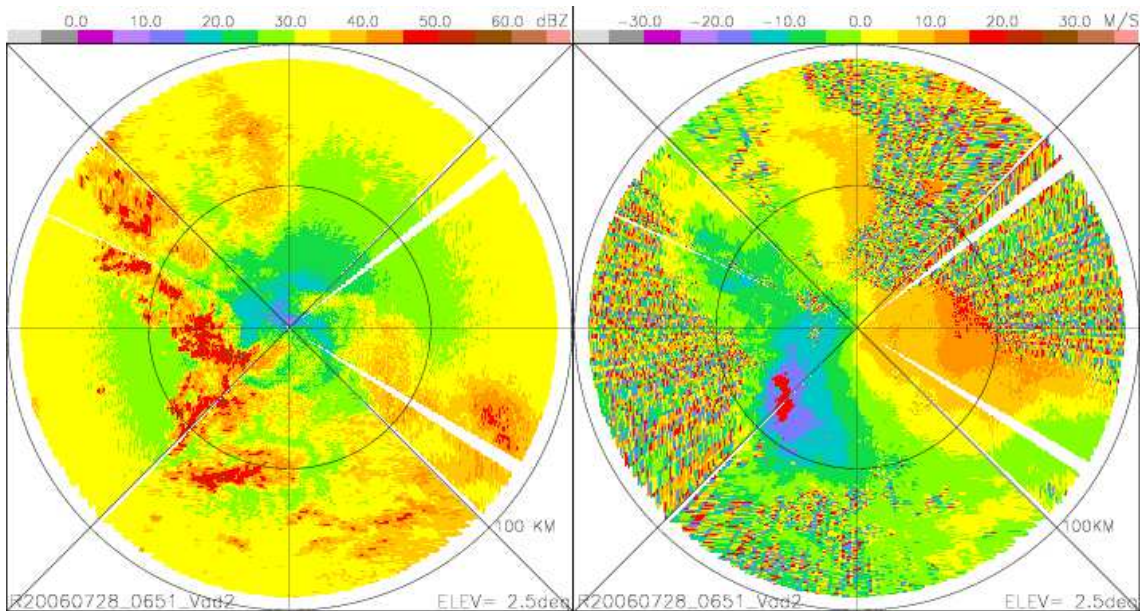 0.0 10.0 20.0 30.0 40.0 50.0 60.0 dBZ
-30.0 -20.0 -10.0 0.0 10.0 20.0 30.0 M/S
100 KM
100KM
R20060728_0651_Vad2 ELEV= 2.5deg
R20060728_0651_Vad2 ELEV= 2.5deg